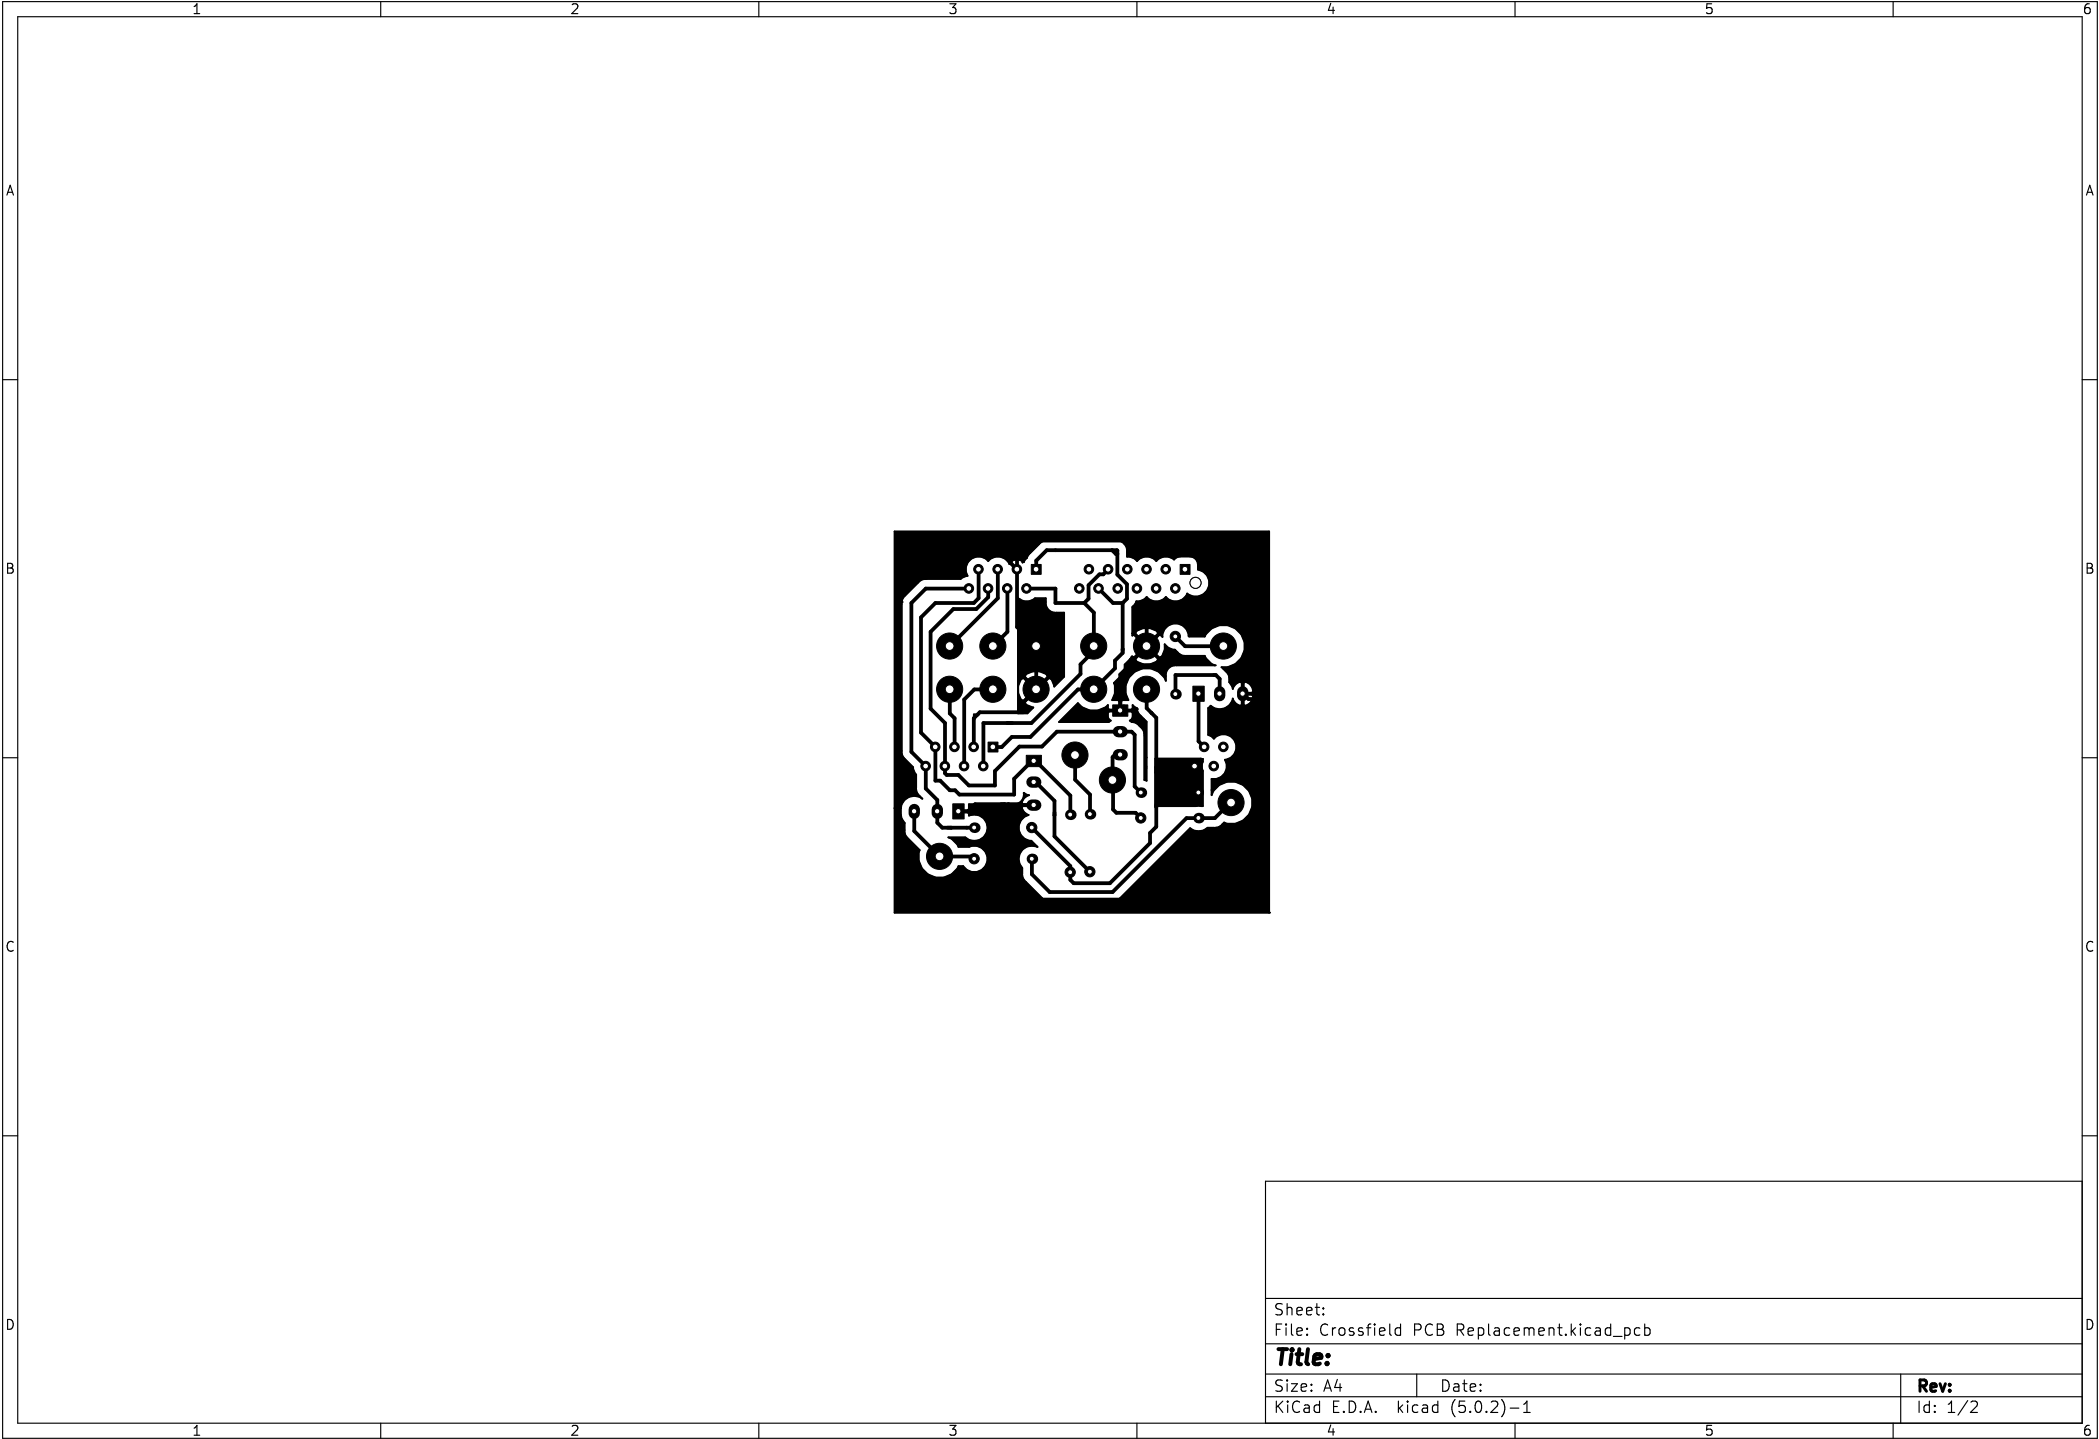 1 2 3 4 5 6
A A
B B
C C
D D
Sheet:
File: Crossfield PCB Replacement.kicad_pcb
Title:
Size: A4 Date: Rev:
KiCad E.D.A. kicad (5.0.2)-1 Id: 1/2
1 2 3 4 5 6